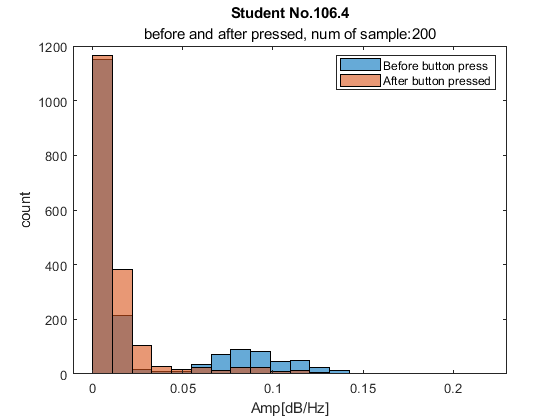 Student No.106.4
before and after pressed, num of sample:200
Before button press
After button pressed
1200
1000
800
600
400
200
0
count
0
0.05
0.1
0.15
0.2
Amp[dB/Hz]